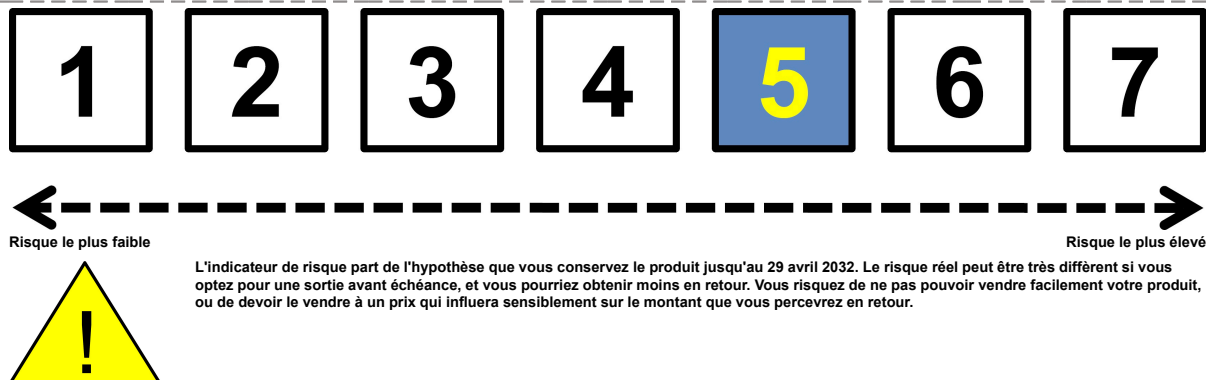 1 2 3 4 5 6 7
Risque le plus faible Risque le plus élevé
L'indicateur de risque part de l'hypothèse que vous conservez le produit jusqu'au 29 avril 2032. Le risque réel peut être très diffèrent si vous
optez pour une sortie avant échéance, et vous pourriez obtenir moins en retour. Vous risquez de ne pas pouvoir vendre facilement votre produit,
ou de devoir le vendre à un prix qui influera sensiblement sur le montant que vous percevrez en retour.
!